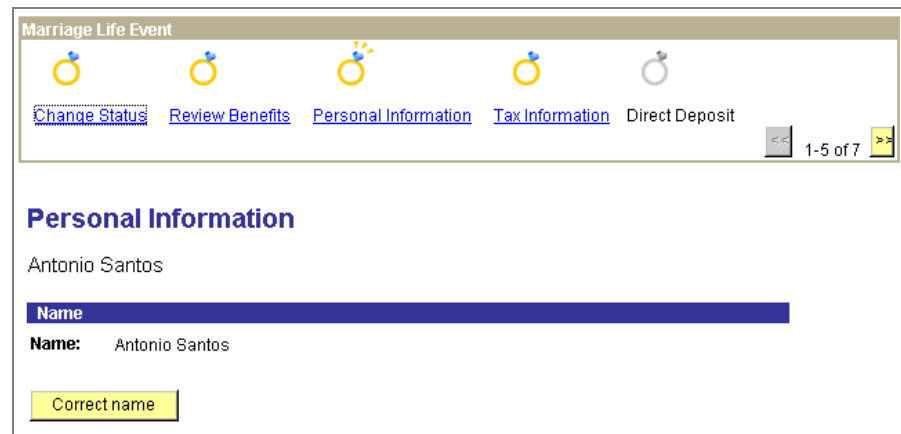 Marriage Life Event
Change Status Review Benefits Personal Information Tax Information Direct Deposit
<< 1-5 of 7 >>
Personal Information
Antonio Santos
Name
Name: Antonio Santos
Correct name